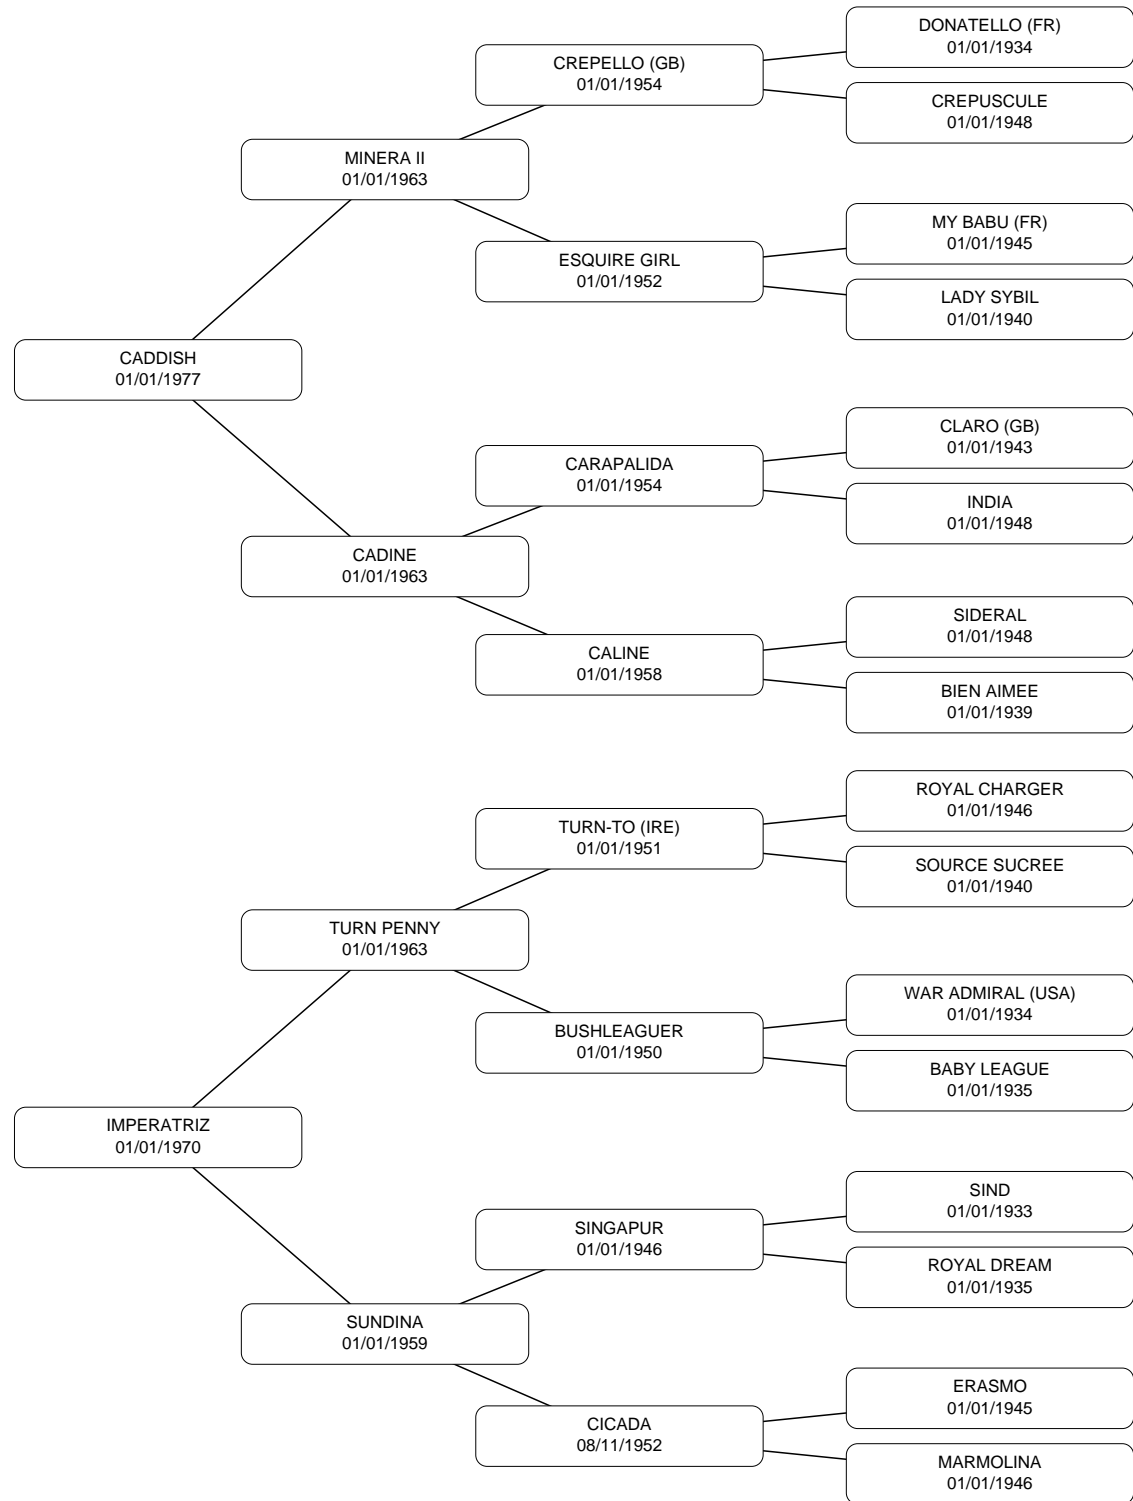 DONATELLO (FR)
01/01/1934
CREPELLO (GB)
01/01/1954
CREPUSCULE
01/01/1948
MINERA II
01/01/1963
MY BABU (FR)
01/01/1945
ESQUIRE GIRL
01/01/1952
LADY SYBIL
01/01/1940
CADDISH
01/01/1977
CLARO (GB)
01/01/1943
CARAPALIDA
01/01/1954
INDIA
01/01/1948
CADINE
01/01/1963
SIDERAL
01/01/1948
CALINE
01/01/1958
BIEN AIMEE
01/01/1939
ROYAL CHARGER
01/01/1946
TURN-TO (IRE)
01/01/1951
SOURCE SUCREE
01/01/1940
TURN PENNY
01/01/1963
WAR ADMIRAL (USA)
01/01/1934
BUSHLEAGUER
01/01/1950
BABY LEAGUE
01/01/1935
IMPERATRIZ
01/01/1970
SIND
01/01/1933
SINGAPUR
01/01/1946
ROYAL DREAM
01/01/1935
SUNDINA
01/01/1959
ERASMO
01/01/1945
CICADA
08/11/1952
MARMOLINA
01/01/1946